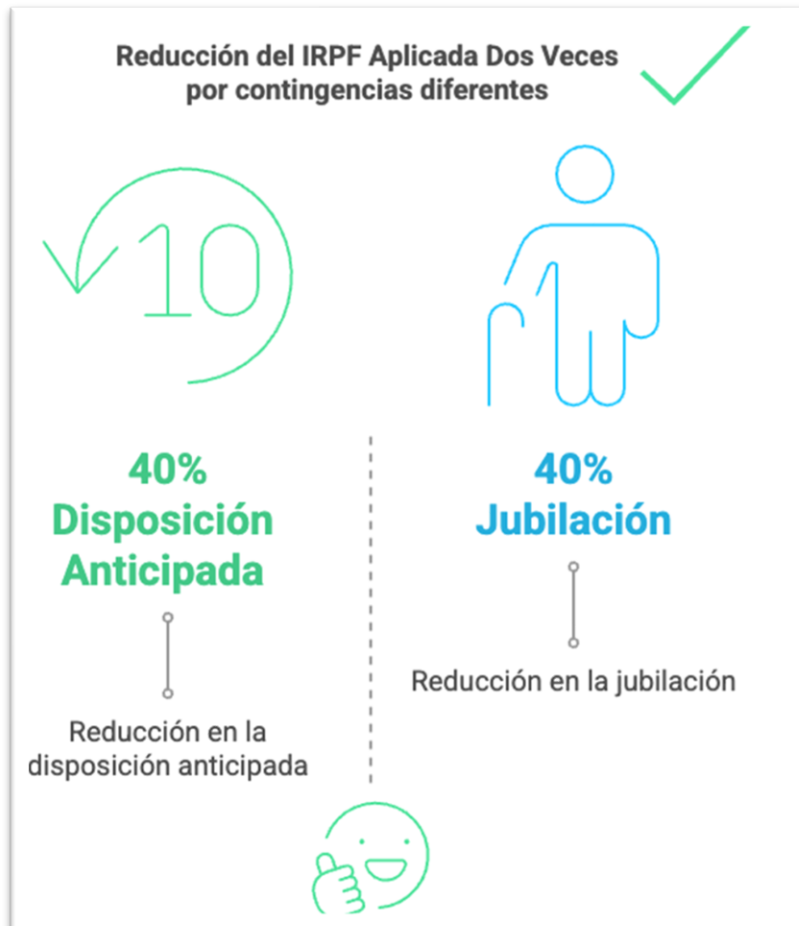 Reducción del IRPF Aplicada Dos Veces
por contingencias diferentes
10
40%
Disposición
Anticipada
Reducción en la
disposición anticipada
40%
Jubilación
Reducción en la jubilación